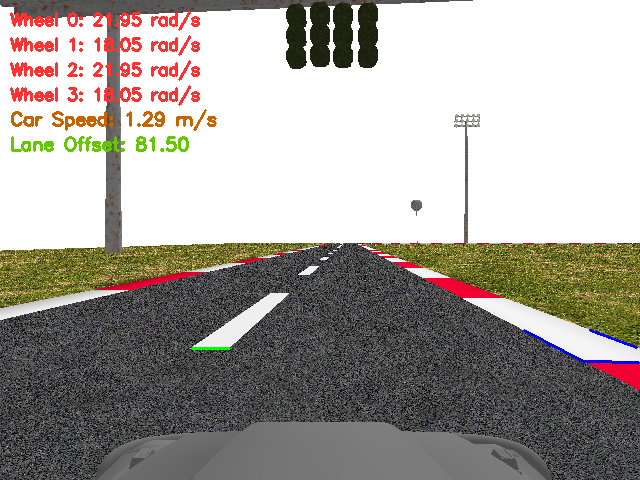 Wheel 0: 21.95 rad/s
Wheel 1: 18.05 rad/s
Wheel 2: 21.95 rad/s
Wheel 3: 18.05 rad/s
Car Speed: 1.29 m/s
Lane Offset: 81.50